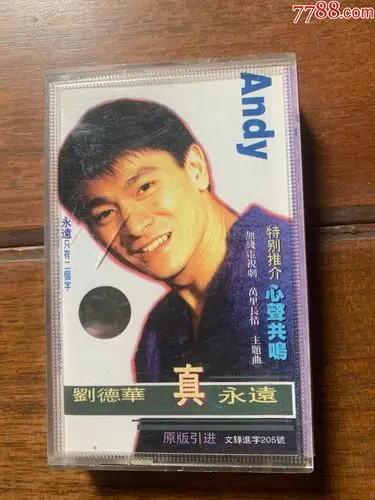 7788.com
Andy
特别推介
心聲共鳴
無綫電視劇 萬里長情 主題曲
永遠只有二個字
劉德華 真 永遠
原版引进 文錄進字205號